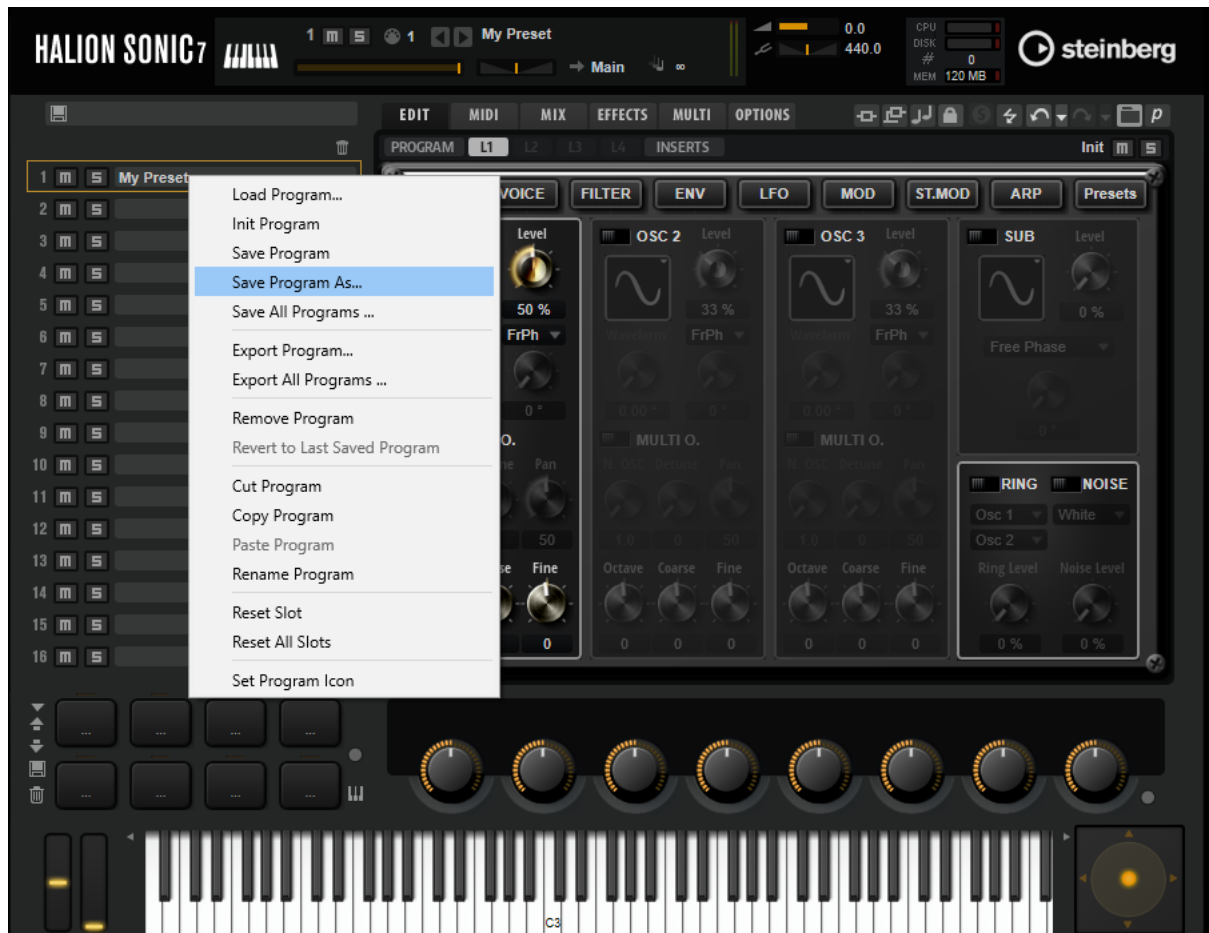 HALION SONIC 7
1 m S 1 My Preset
Main ∞
0.0
440.0
CPU
DISK
# 0
MEM 120 MB
steinberg
EDIT MIDI MIX EFFECTS MULTI OPTIONS
S p
PROGRAM L1 L2 L3 L4 INSERTS
Init m S
1 m S My Preset
2 m S
3 m S
4 m S
5 m S
6 m S
7 m S
8 m S
9 m S
10 m S
11 m S
12 m S
13 m S
14 m S
15 m S
16 m S
Load Program...
Init Program
Save Program
Save Program As...
Save All Programs ...
Export Program...
Export All Programs ...
Remove Program
Revert to Last Saved Program
Cut Program
Copy Program
Paste Program
Rename Program
Reset Slot
Reset All Slots
Set Program Icon
VOICE FILTER ENV LFO MOD ST.MOD ARP Presets
Level
50 %
FrPh
0 °
O.
Pan
50
Fine
0
OSC 2 Level
33 %
Waveform FrPh
0.00 ° 0 °
MULTI O.
N. OSC Detune Pan
1.0 0 50
Octave Coarse Fine
0 0 0
OSC 3 Level
33 %
Waveform FrPh
0.00 ° 0 °
MULTI O.
N. OSC Detune Pan
1.0 0 50
Octave Coarse Fine
0 0 0
SUB Level
0 %
Free Phase
0 °
RING NOISE
Osc 1 White
Osc 2
Ring Level Noise Level
0 % 0 %
... ... ... ...
... ... ... ...
C3